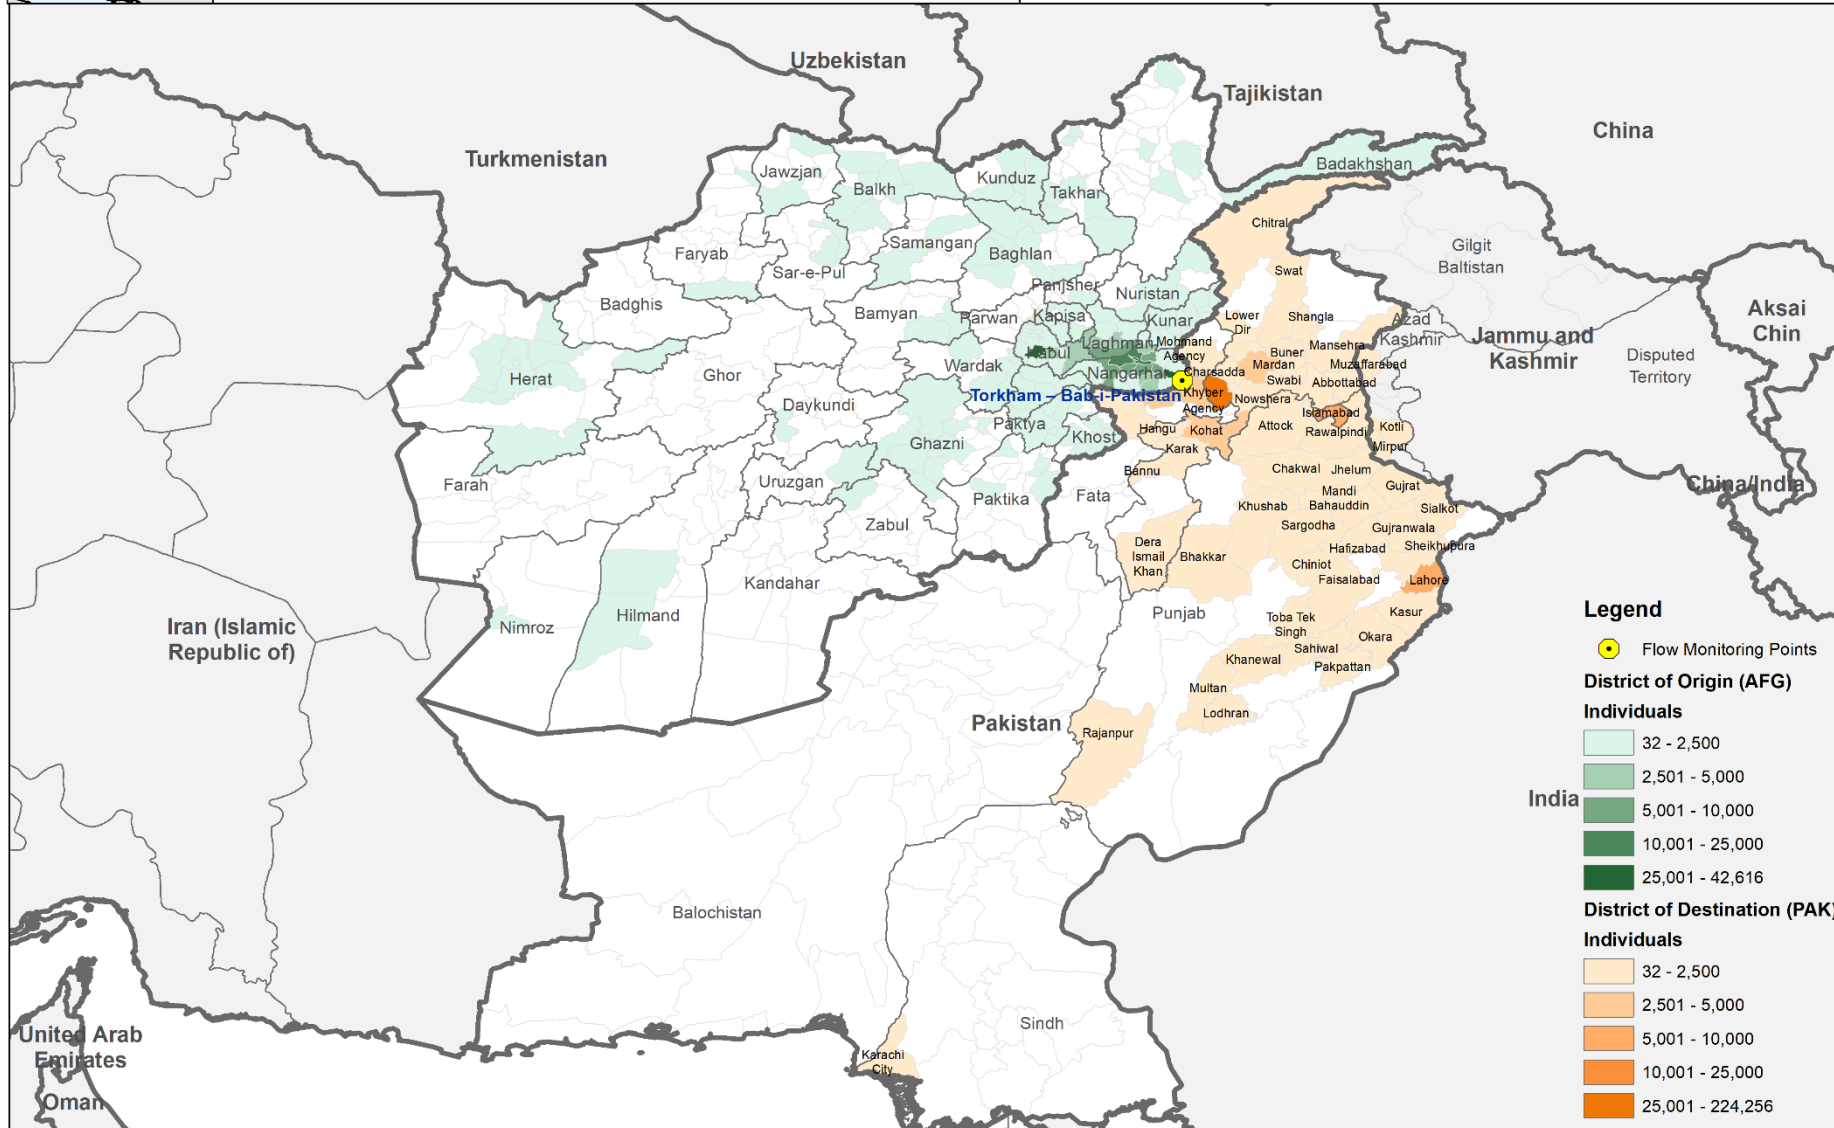 Uzbekistan
Tajikistan
China
Turkmenistan
Jawzjan
Balkh
Kunduz
Takhar
Badakhshan
Chitral
Gilgit
Baltistan
Faryab
Samangan
Baghlan
Sar-e-Pul
Swat
Badghis
Panjsher
Nuristan
Bamyan
Parwan
Kapisa
Kunar
Lower
Dir
Shangla
Azad
Kashmir
Jammu and
Kashmir
Aksai
Chin
Disputed
Territory
Herat
Ghor
Wardak
Kabul
Laghman
Mohmand
Agency
Nangarhar
Charsadda
Buner
Mardan
Mansehra
Muzaffarabad
Swabi
Abbottabad
Torkham – Bab-i-Pakistan
Khyber
Agency
Nowshera
Islamabad
Rawalpindi
Daykundi
Ghazni
Paktya
Khost
Hangu
Kohat
Attock
Kotli
Mirpur
Karak
Bannu
Farah
Uruzgan
Paktika
Fata
Zabul
Chakwal
Jhelum
Gujrat
Mandi
Bahauddin
Khushab
Sialkot
Sargodha
Gujranwala
China/India
Dera
Ismail
Khan
Bhakkar
Hafizabad
Sheikhupura
Chiniot
Faisalabad
Lahore
Kandahar
Hilmand
Nimroz
Iran (Islamic
Republic of)
Punjab
Toba Tek
Singh
Kasur
Okara
Sahiwal
Khanewal
Pakpattan
Multan
Lodhran
Rajanpur
Pakistan
India
Balochistan
Sindh
Karachi
City
United Arab
Emirates
Oman
Legend
Flow Monitoring Points
District of Origin (AFG)
Individuals
32 - 2,500
2,501 - 5,000
5,001 - 10,000
10,001 - 25,000
25,001 - 42,616
District of Destination (PAK)
Individuals
32 - 2,500
2,501 - 5,000
5,001 - 10,000
10,001 - 25,000
25,001 - 224,256